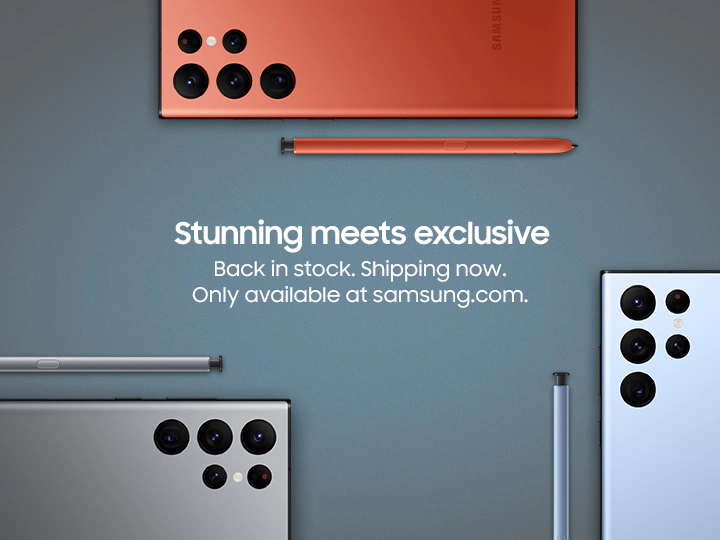 SAMSUNG
Stunning meets exclusive
Back in stock. Shipping now.
Only available at samsung.com.